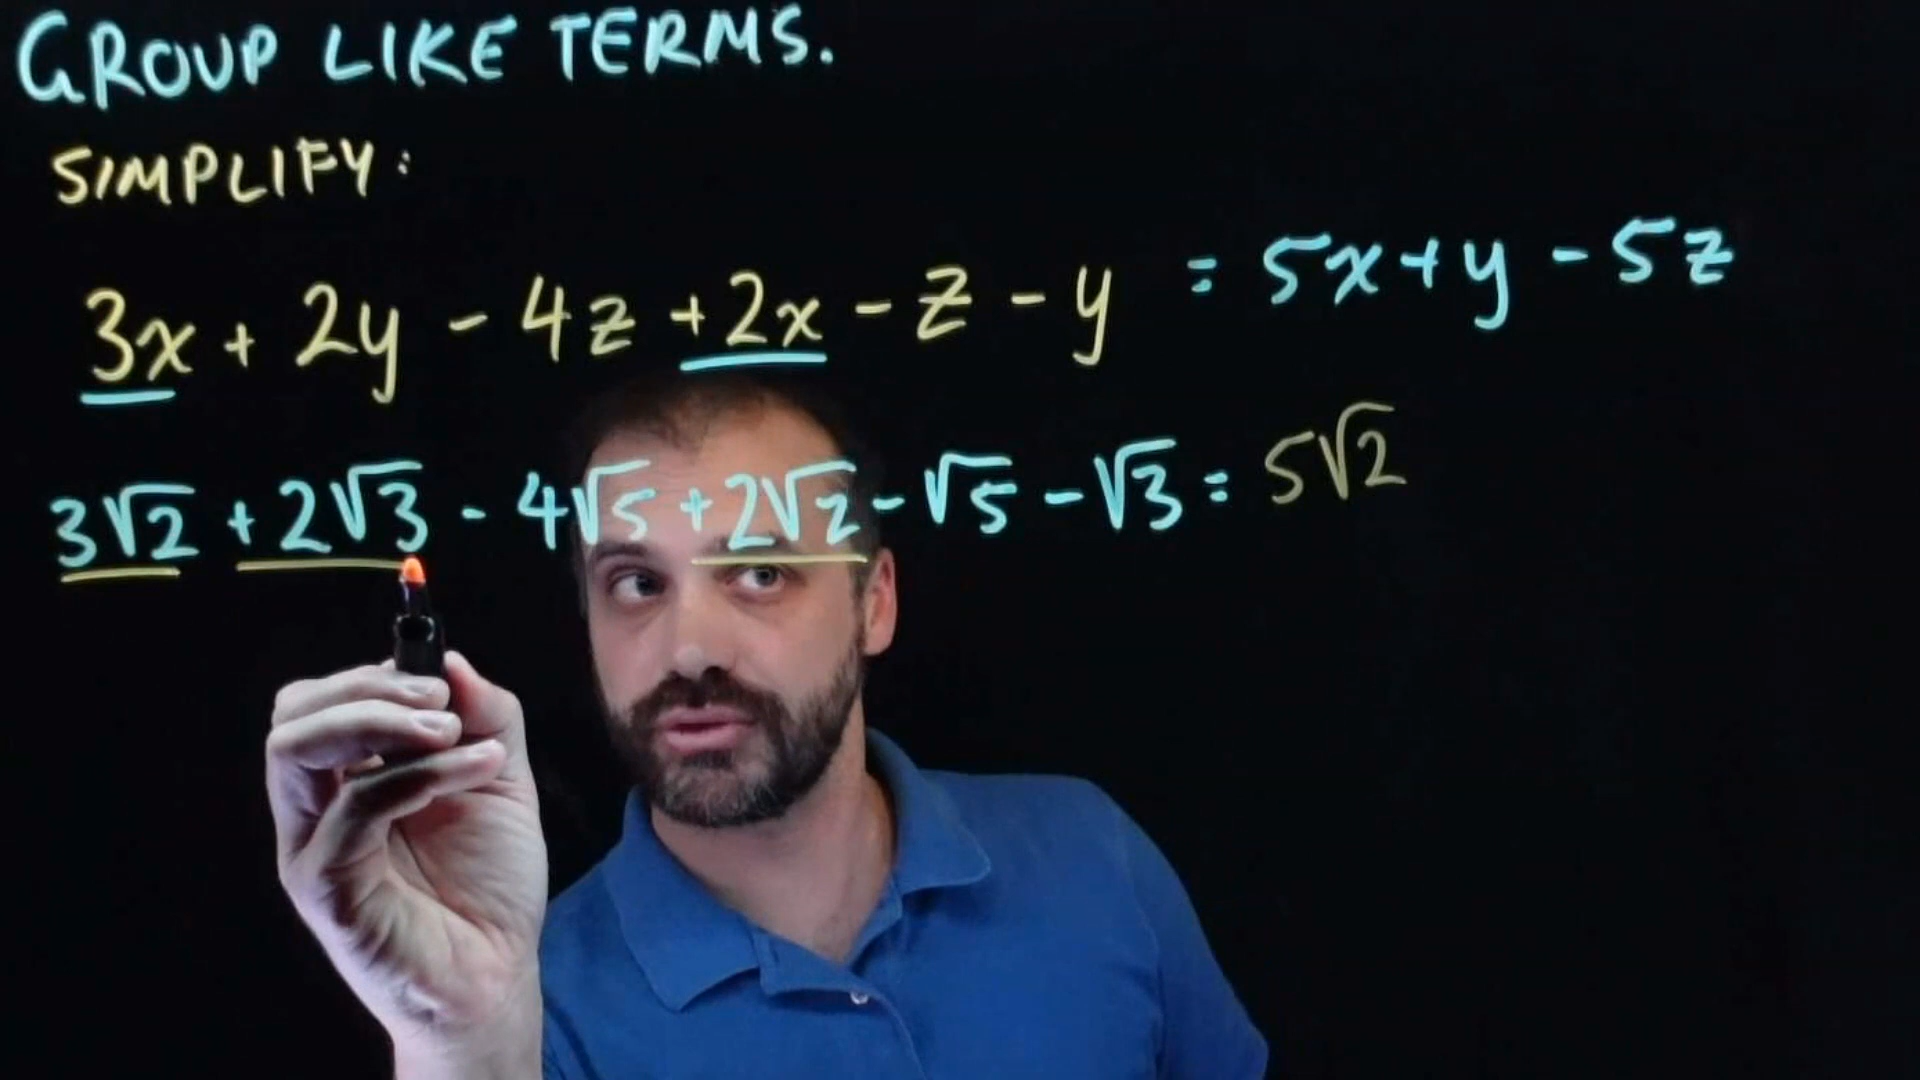 GROUP LIKE TERMS.
SIMPLIFY:
3x + 2y - 4z + 2x - z - y = 5x + y - 5z
3√2 + 2√3 - 4√5 + 2√2 - √5 - √3 = 5√2